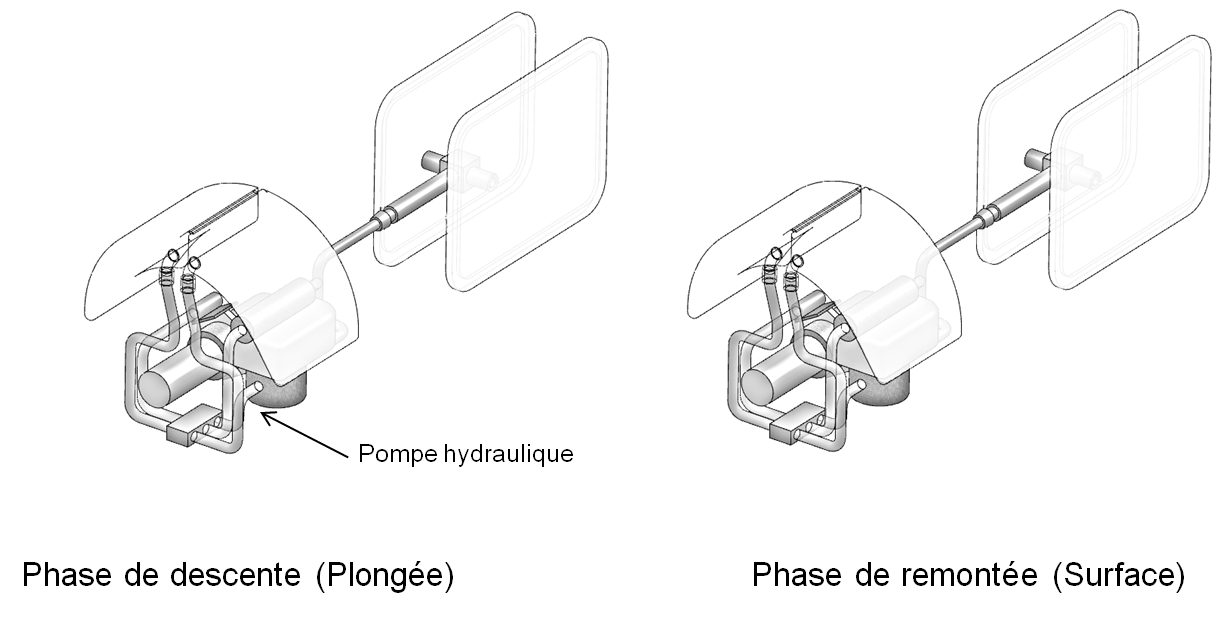 Pompe hydraulique
Phase de descente (Plongée)
Phase de remontée (Surface)